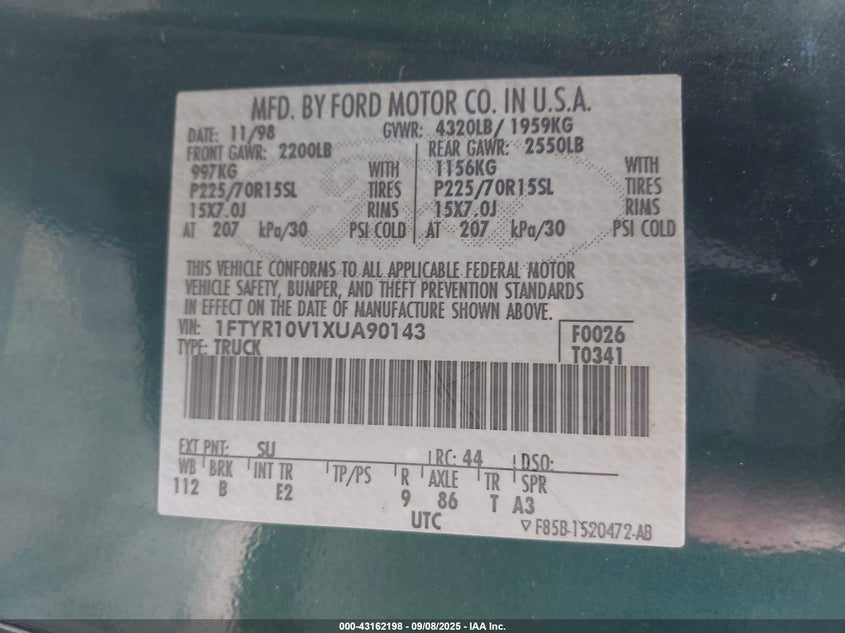 MFD. BY FORD MOTOR CO. IN U.S.A.
DATE: 11/98 GVWR: 4320LB/ 1959KG
FRONT GAWR: 2200LB REAR GAWR: 2550LB
997KG WITH 1156KG WITH
P225/70R15SL TIRES P225/70R15SL TIRES
15X7.0J RIMS 15X7.0J RIMS
AT 207 kPa/30 PSI COLD AT 207 kPa/30 PSI COLD
THIS VEHICLE CONFORMS TO ALL APPLICABLE FEDERAL MOTOR
VEHICLE SAFETY, BUMPER, AND THEFT PREVENTION STANDARDS
IN EFFECT ON THE DATE OF MANUFACTURE SHOWN ABOVE.
VIN: 1FTYR10V1XUA90143 F0026
TYPE: TRUCK T0341
EXT PNT: SU RC: 44 DSO:
WB BRK INT TR TP/PS R AXLE TR SPR
112 B E2 9 86 T A3
UTC ▽ F85B-1520472-AB
000-43162198 - 09/08/2025 - IAA Inc.